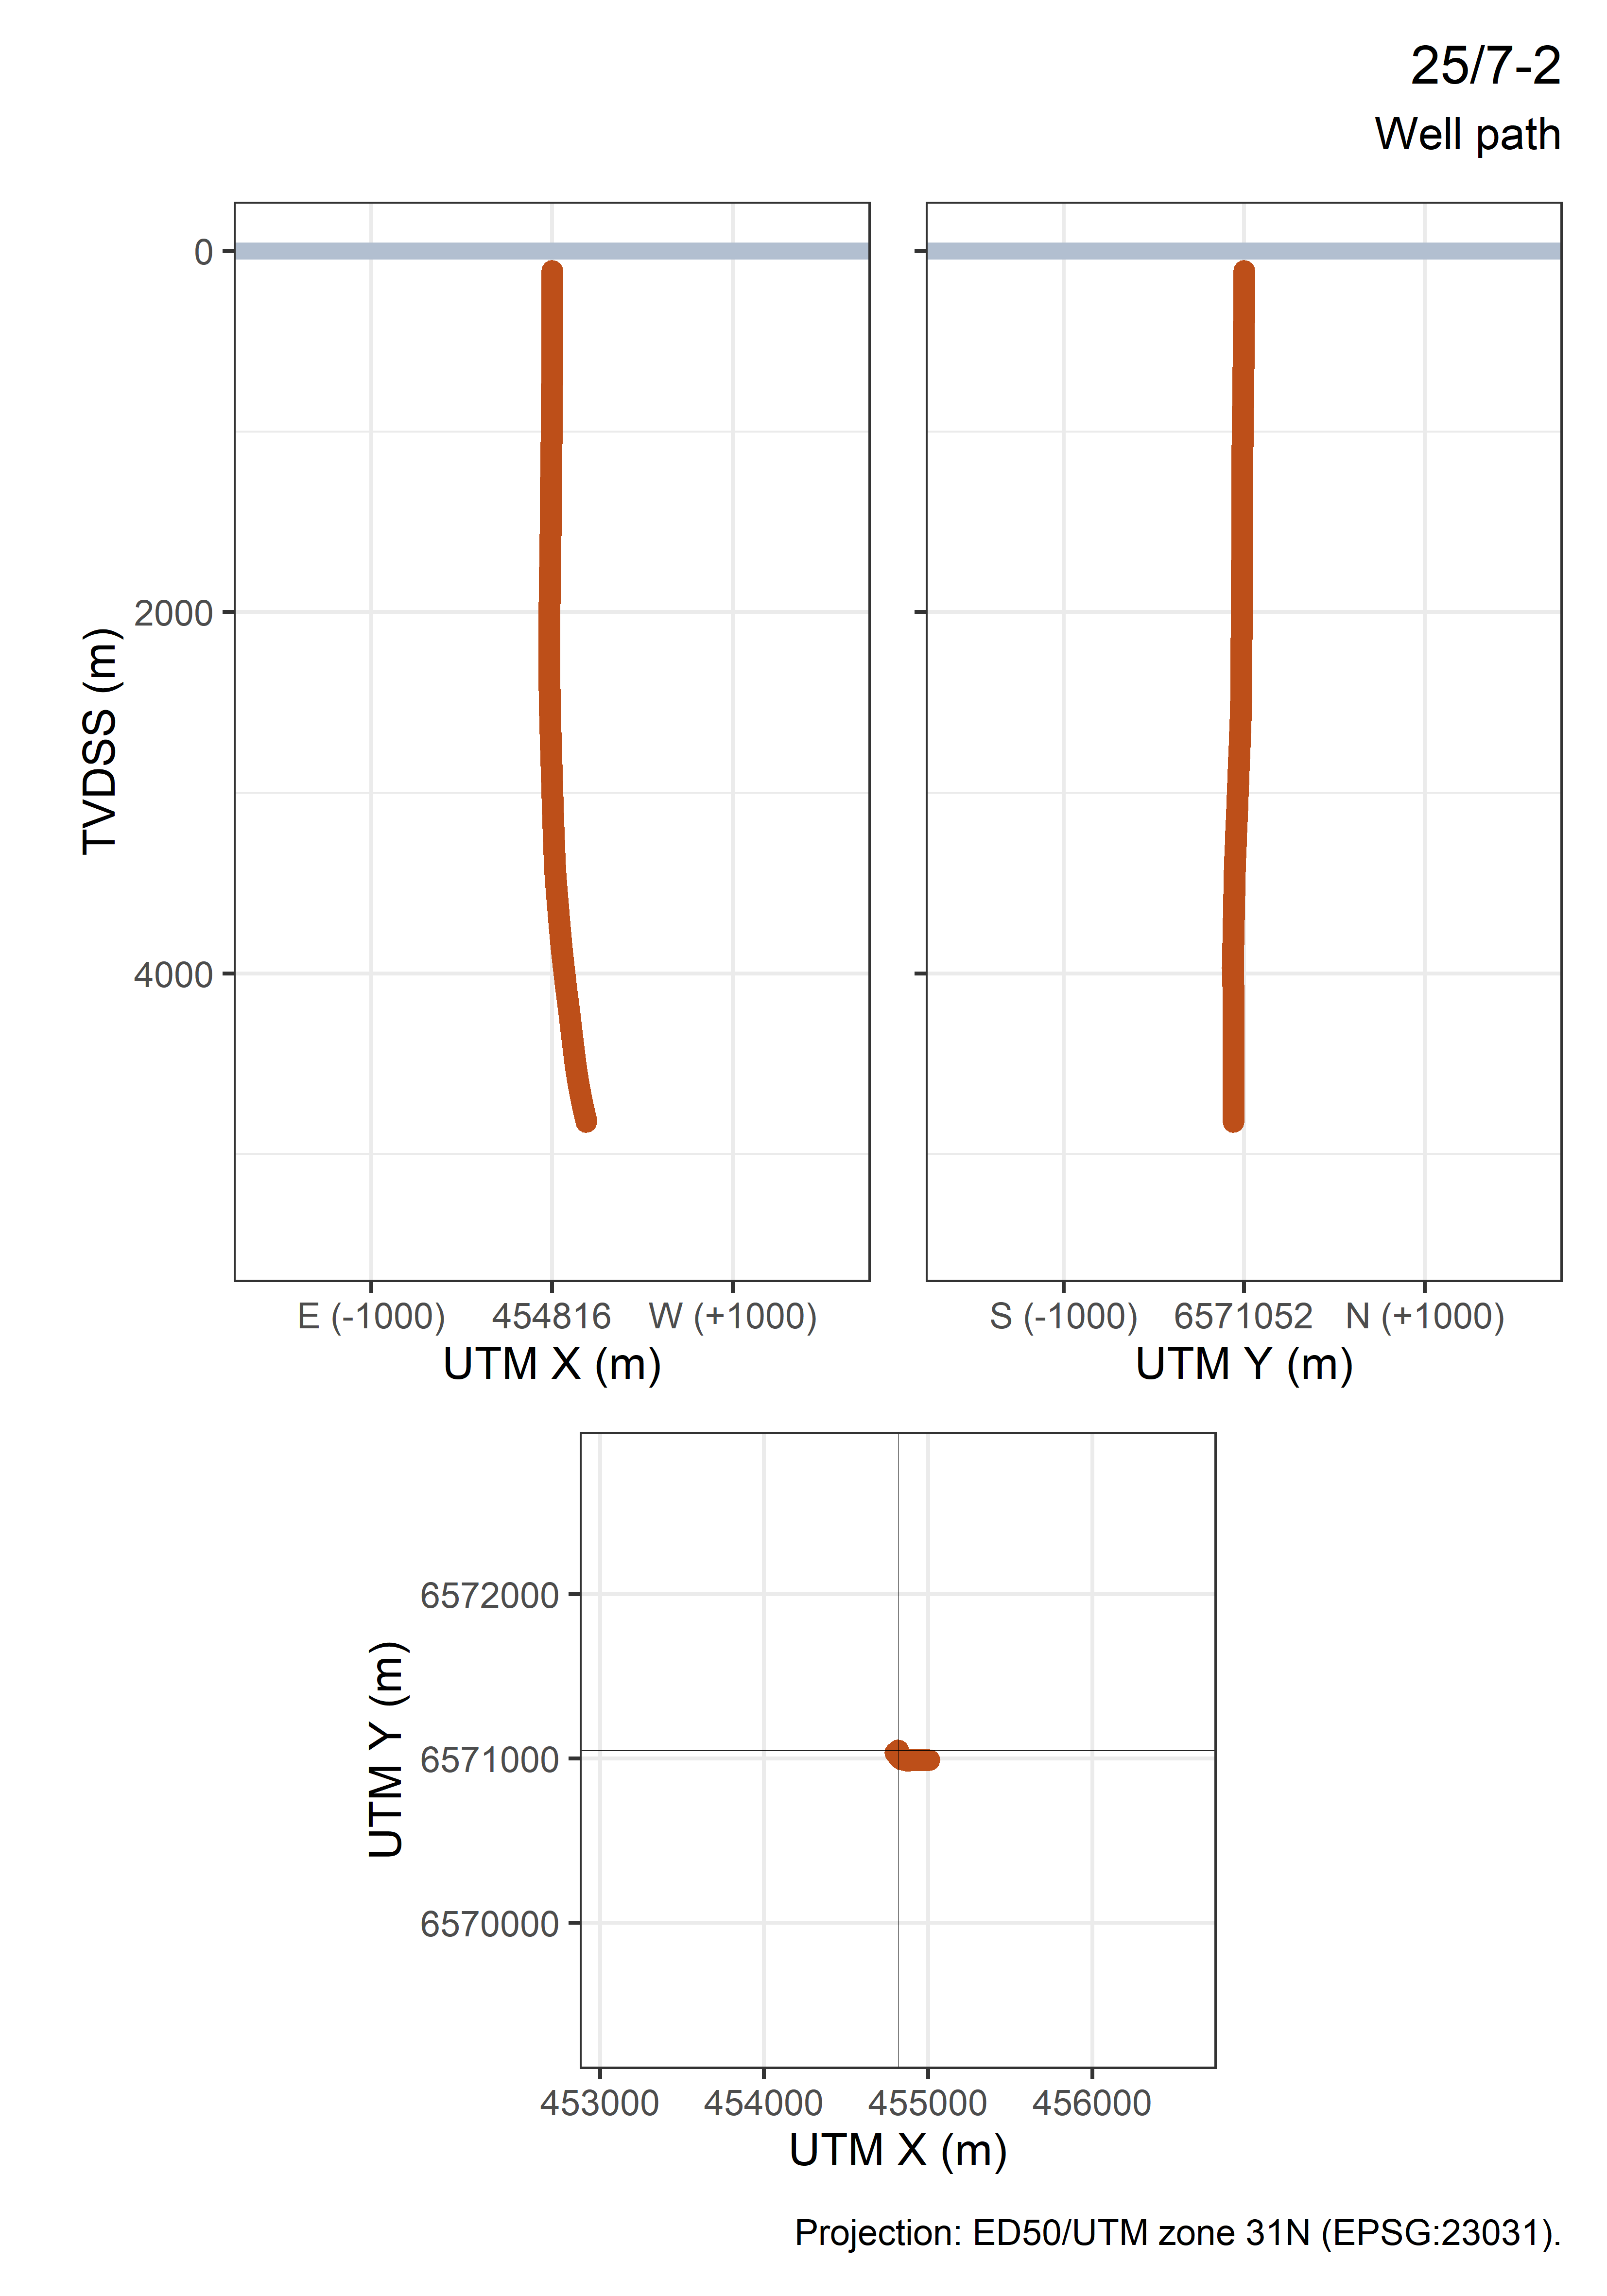 25/7-2
Well path
TVDSS (m)
0
2000
4000
E (-1000) 454816 W (+1000)
UTM X (m)
S (-1000) 6571052 N (+1000)
UTM Y (m)
UTM Y (m)
6572000
6571000
6570000
453000 454000 455000 456000
UTM X (m)
Projection: ED50/UTM zone 31N (EPSG:23031).